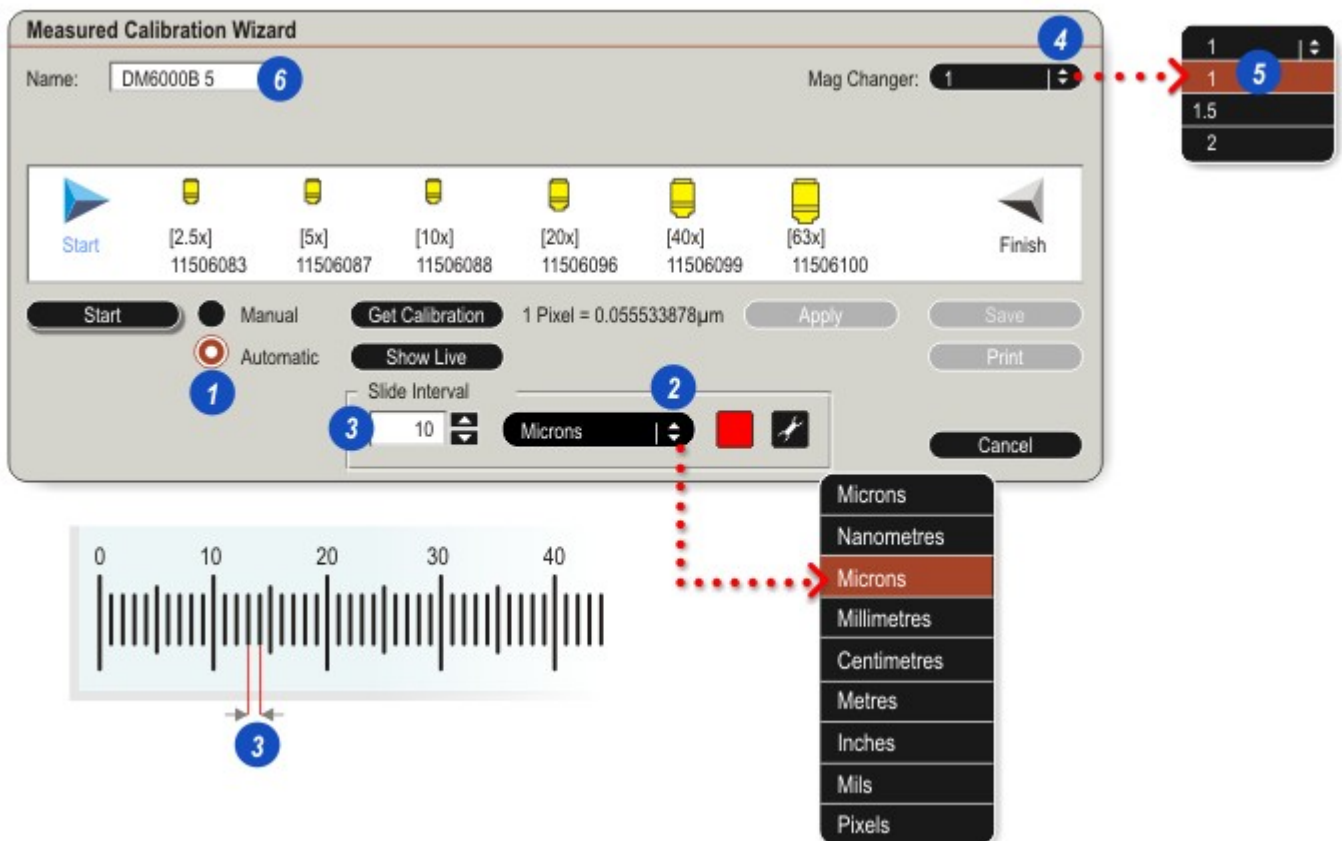 Measured Calibration Wizard
4
Name: DM6000B 5 6
Mag Changer: 1
1
1 5
1.5
2
Start
[2.5x] [5x] [10x] [20x] [40x] [63x]
11506083 11506087 11506088 11506096 11506099 11506100
Finish
Start Manual Get Calibration 1 Pixel = 0.055533878µm Apply Save
Automatic Show Live Print
1
Slide Interval 2
3 10 Microns
Cancel
0 10 20 30 40
3
Microns
Nanometres
Microns
Millimetres
Centimetres
Metres
Inches
Mils
Pixels